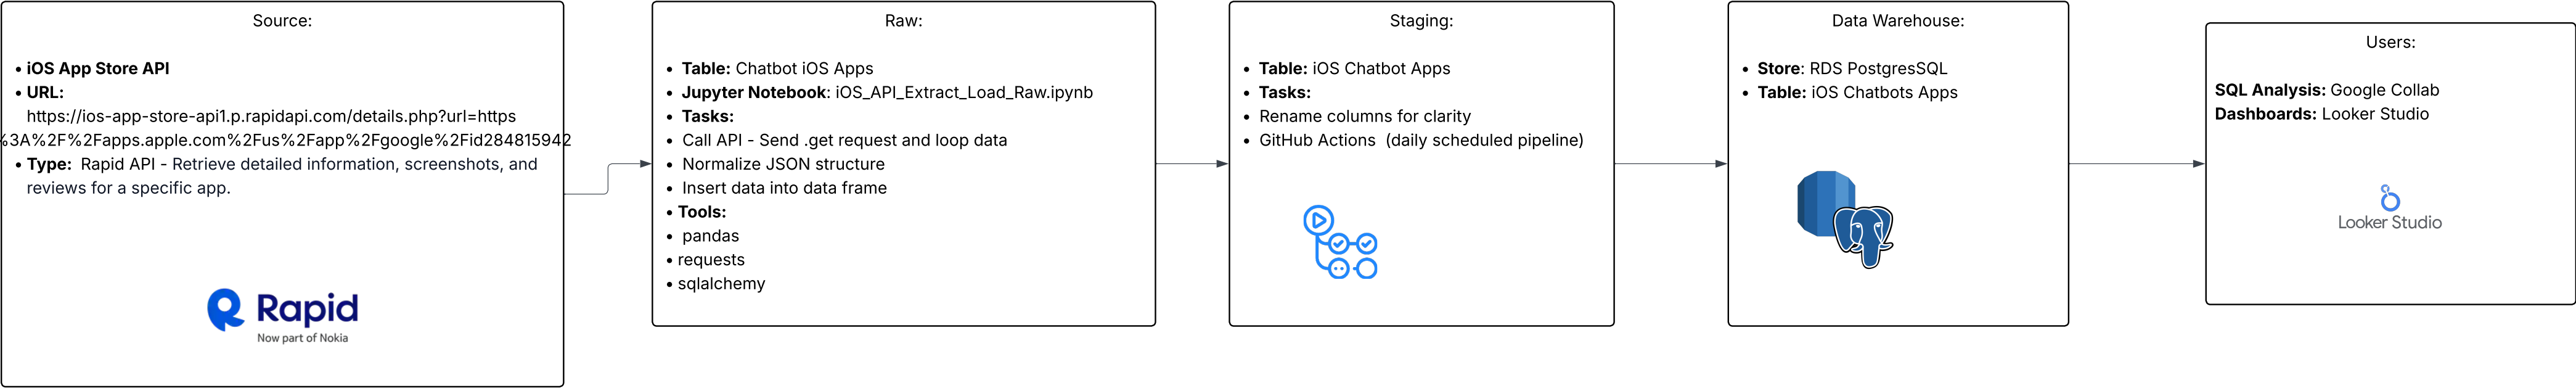 Source:
• iOS App Store API
• URL:
https://ios-app-store-api1.p.rapidapi.com/details.php?url=https
%3A%2F%2Fapps.apple.com%2Fus%2Fapp%2Fgoogle%2Fid284815942
• Type: Rapid API - Retrieve detailed information, screenshots, and
reviews for a specific app.
Rapid
Now part of Nokia
Raw:
• Table: Chatbot iOS Apps
• Jupyter Notebook: iOS_API_Extract_Load_Raw.ipynb
• Tasks:
• Call API - Send .get request and loop data
• Normalize JSON structure
• Insert data into data frame
• Tools:
• pandas
• requests
• sqlalchemy
Staging:
• Table: iOS Chatbot Apps
• Tasks:
• Rename columns for clarity
• GitHub Actions (daily scheduled pipeline)
Data Warehouse:
• Store: RDS PostgresSQL
• Table: iOS Chatbots Apps
Users:
SQL Analysis: Google Collab
Dashboards: Looker Studio
Looker Studio